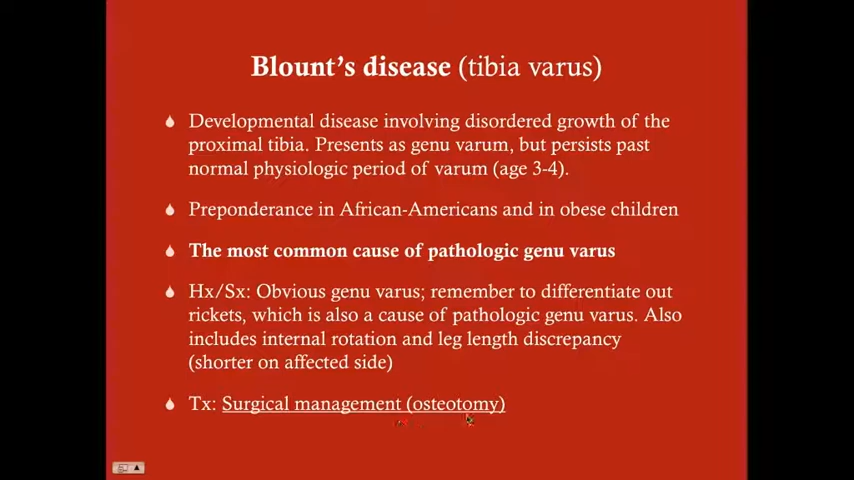 Blount's disease (tibia varus)
Developmental disease involving disordered growth of the
proximal tibia. Presents as genu varum, but persists past
normal physiologic period of varum (age 3-4).
Preponderance in African-Americans and in obese children
The most common cause of pathologic genu varus
Hx/Sx: Obvious genu varus; remember to differentiate out
rickets, which is also a cause of pathologic genu varus. Also
includes internal rotation and leg length discrepancy
(shorter on affected side)
Tx: Surgical management (osteotomy)